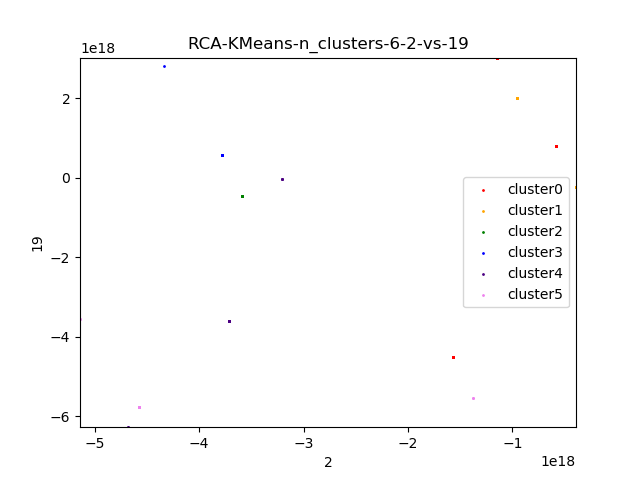 RCA-KMeans-n_clusters-6-2-vs-19
1e18
2
0
−2
−4
−6
19
cluster0
cluster1
cluster2
cluster3
cluster4
cluster5
−5
−4
−3
−2
−1
1e18
2